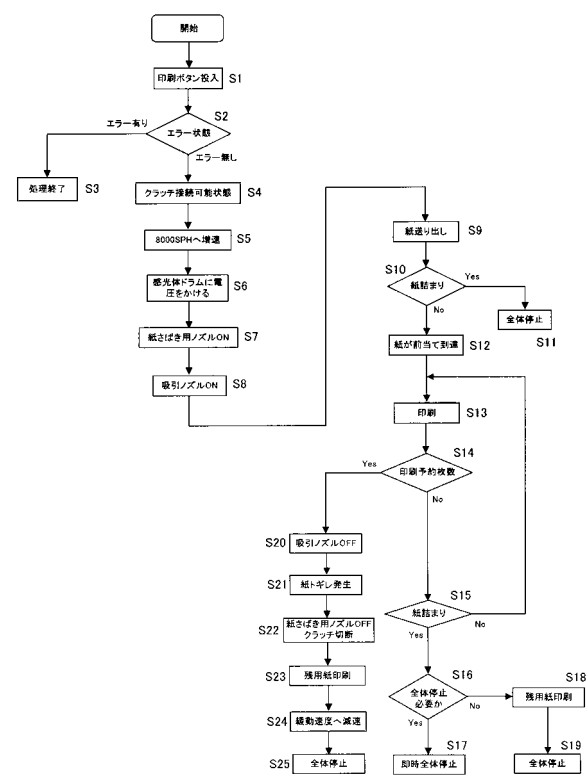 開始
印刷ボタン投入 S1
S2
エラー有り
エラー状態
エラー無し
処理終了 S3
クラッチ接続可能状態 S4
8000SPHへ増速 S5
感光体ドラムに電
圧をかける
S6
紙さばき用ノズルON S7
吸引ノズルON S8
紙送り出し S9
S10
紙詰まり
Yes
No
全体停止
S11
紙が前当て到達 S12
印刷 S13
S14
印刷予約枚数
Yes
No
S20 吸引ノズルOFF
S21 紙トギレ発生
S22
紙さばき用ノズルOFF
クラッチ切断
S23 残用紙印刷
S24 緩動速度へ減速
S25 全体停止
S15
紙詰まり
No
Yes
S16
全体停止
必要か
No
Yes
S17
即時全体停止
S18
残用紙印刷
S19
全体停止